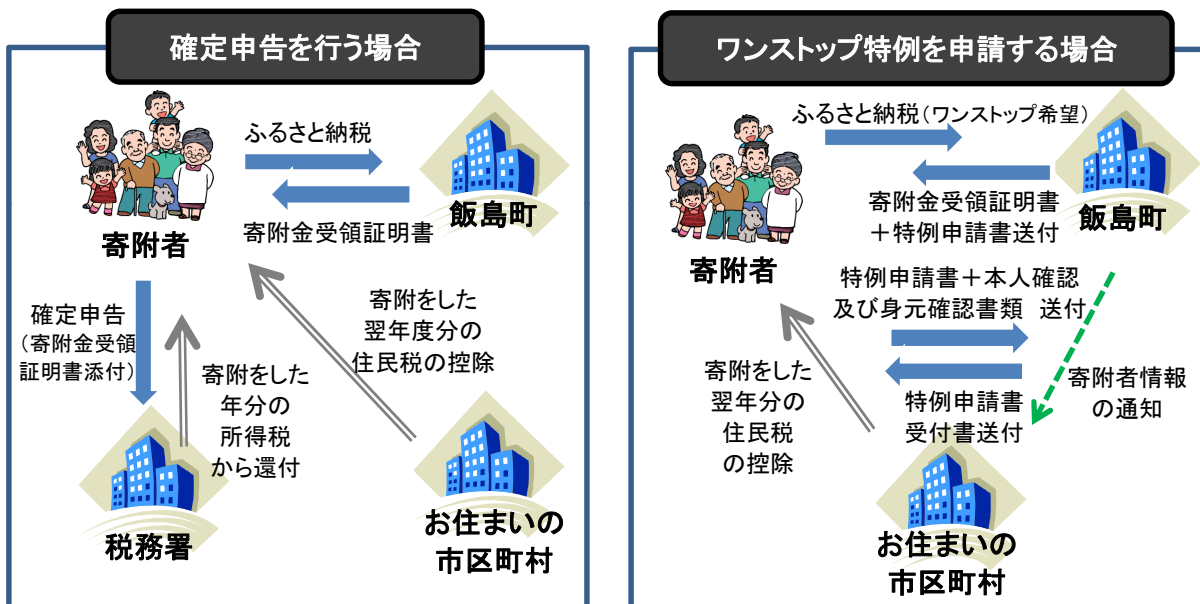 確定申告を行う場合
ふるさと納税
飯島町
寄附金受領証明書
寄附者
確定申告
（寄附金受領
証明書添付）
寄附をした
翌年度分の
住民税の控除
寄附をした
年分の
所得税
から還付
税務署
お住まいの
市区町村
ワンストップ特例を申請する場合
ふるさと納税（ワンストップ希望）
飯島町
寄附金受領証明書
＋特例申請書送付
寄附者
特例申請書＋本人確認
及び身元確認書類 送付
寄附をした
翌年分の
住民税
の控除
特例申請書
受付書送付
寄附者情報
の通知
お住まいの
市区町村